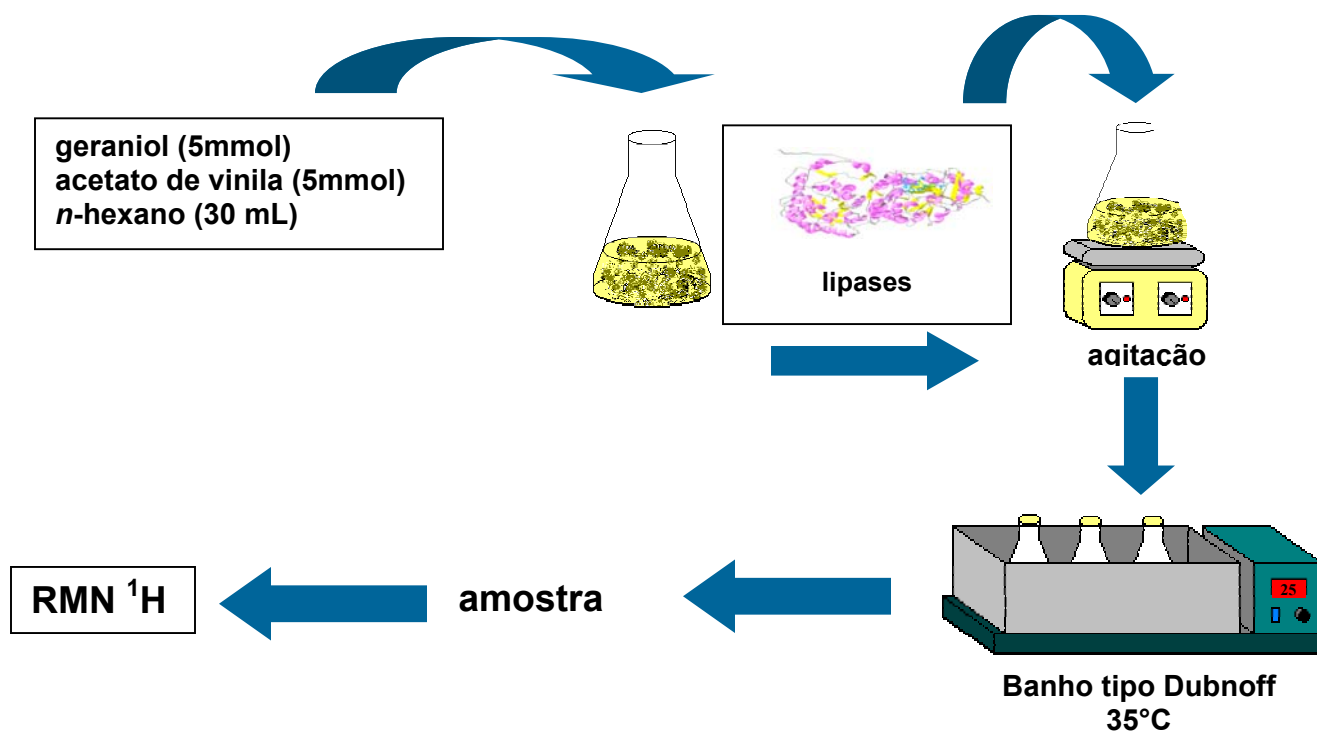 geraniol (5mmol)
acetato de vinila (5mmol)
n-hexano (30 mL)
lipases
agitação
25
Banho tipo Dubnoff
35°C
amostra
RMN ¹H